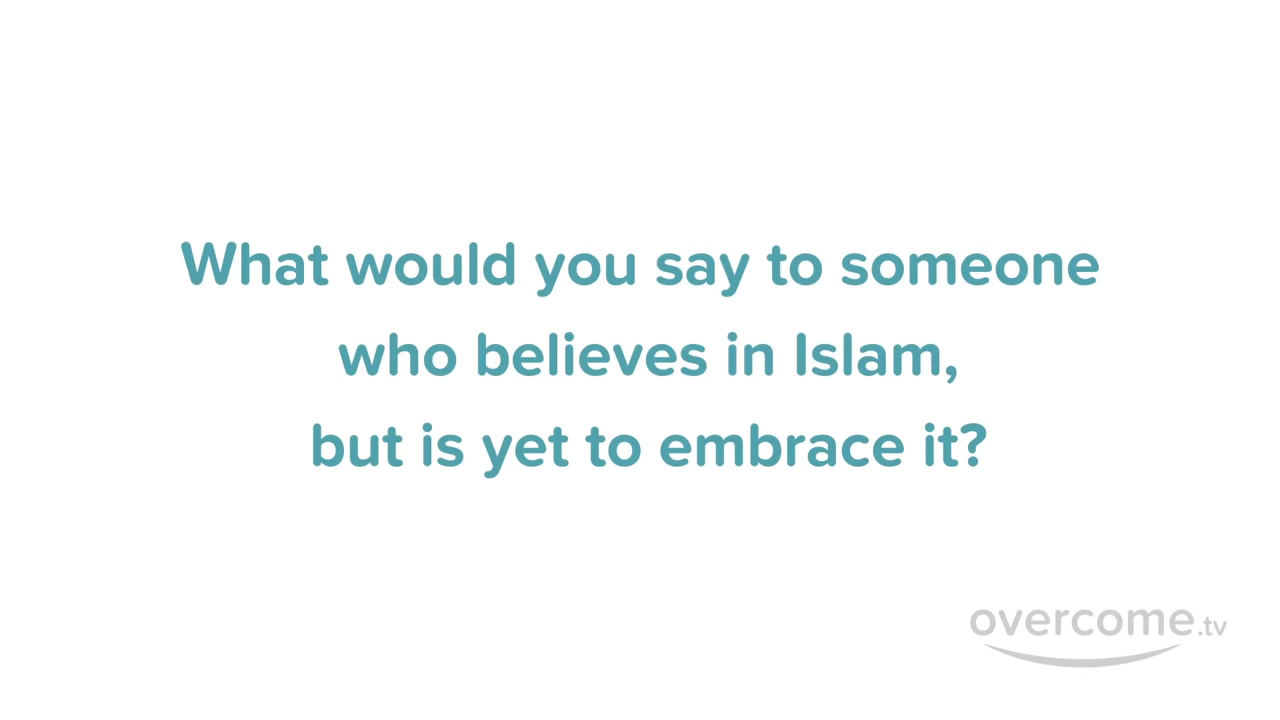 What would you say to someone
who believes in Islam,
but is yet to embrace it?
overcome.tv